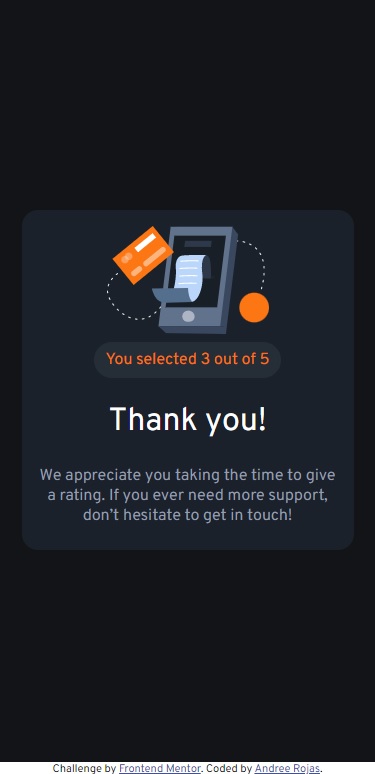 You selected 3 out of 5
Thank you!
We appreciate you taking the time to give
a rating. If you ever need more support,
don’t hesitate to get in touch!
Challenge by Frontend Mentor. Coded by Andree Rojas.